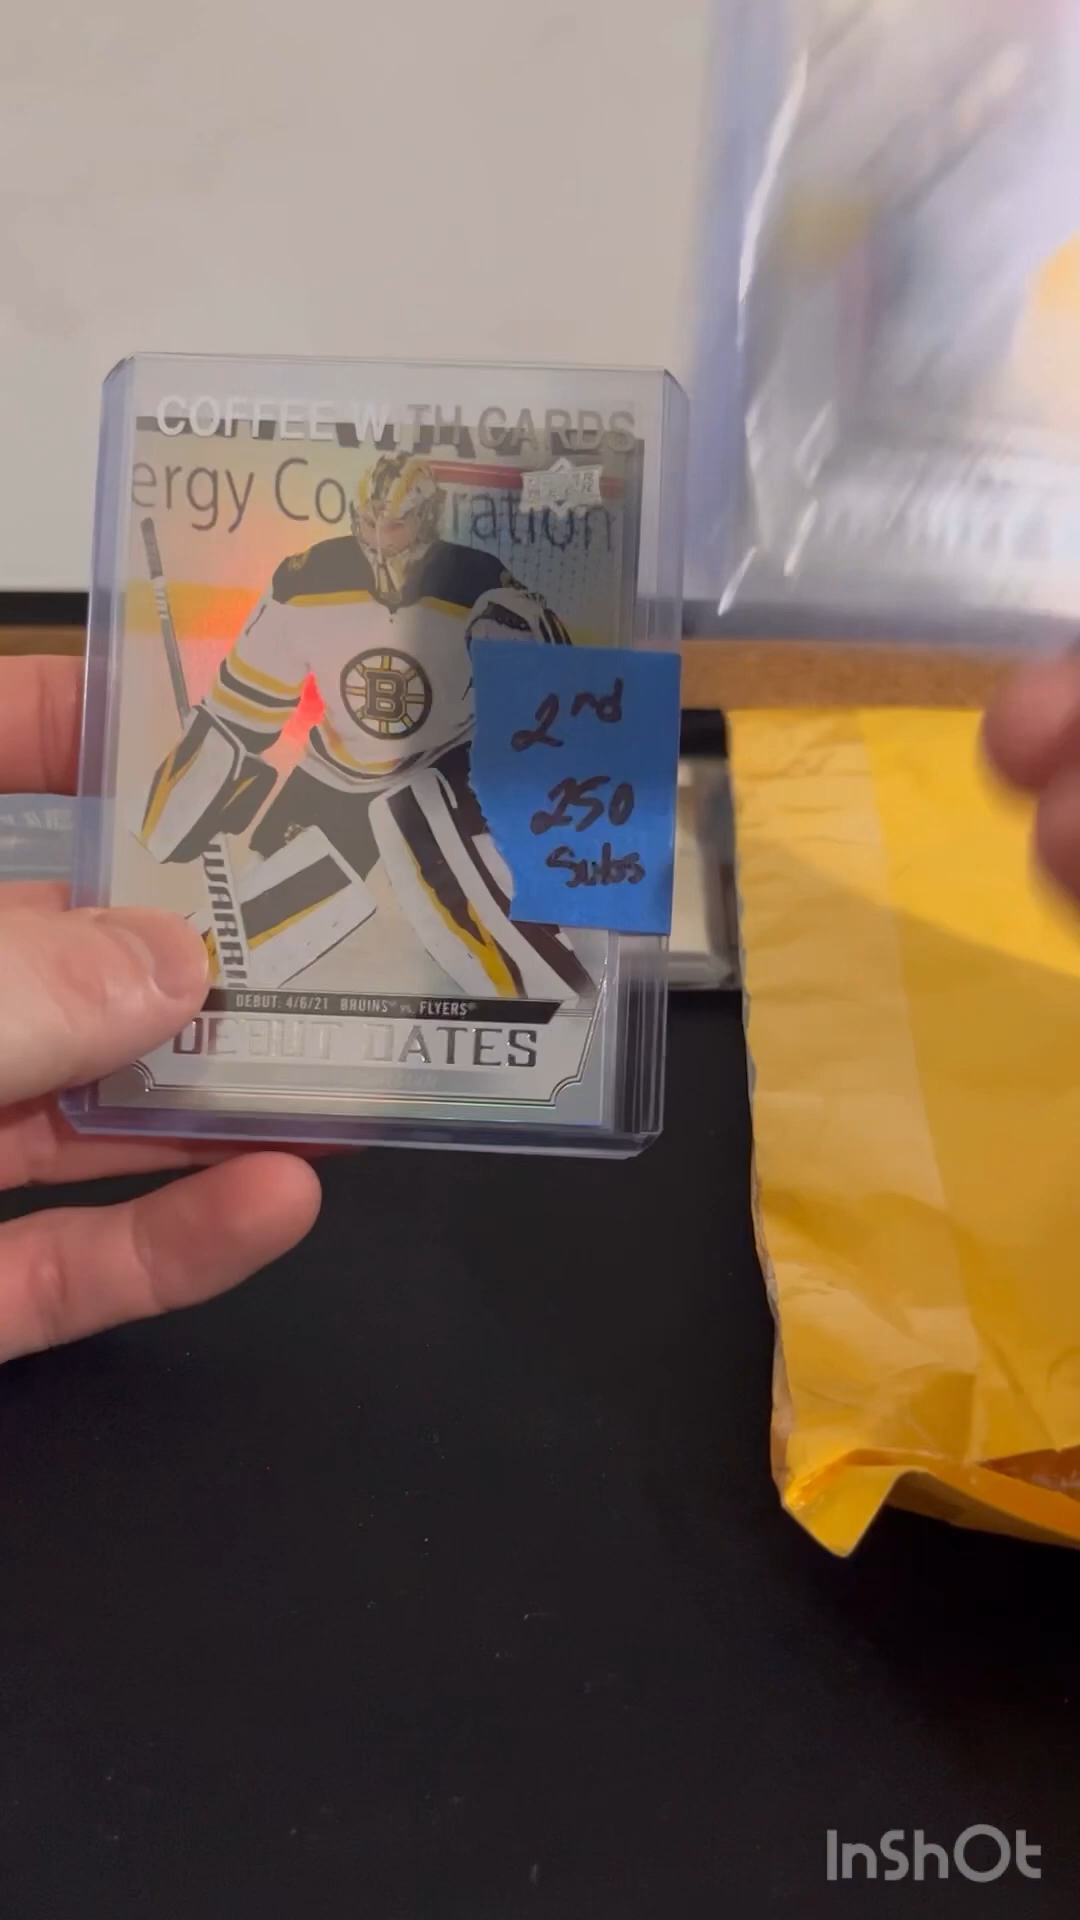 COFFEE WITH CARDS
ergy Co ration
2nd
250
Subs
WARRI
DEBUT: 4/6/21 BRUINS vs. FLYERS
DEBUT DATES
B
InShOt